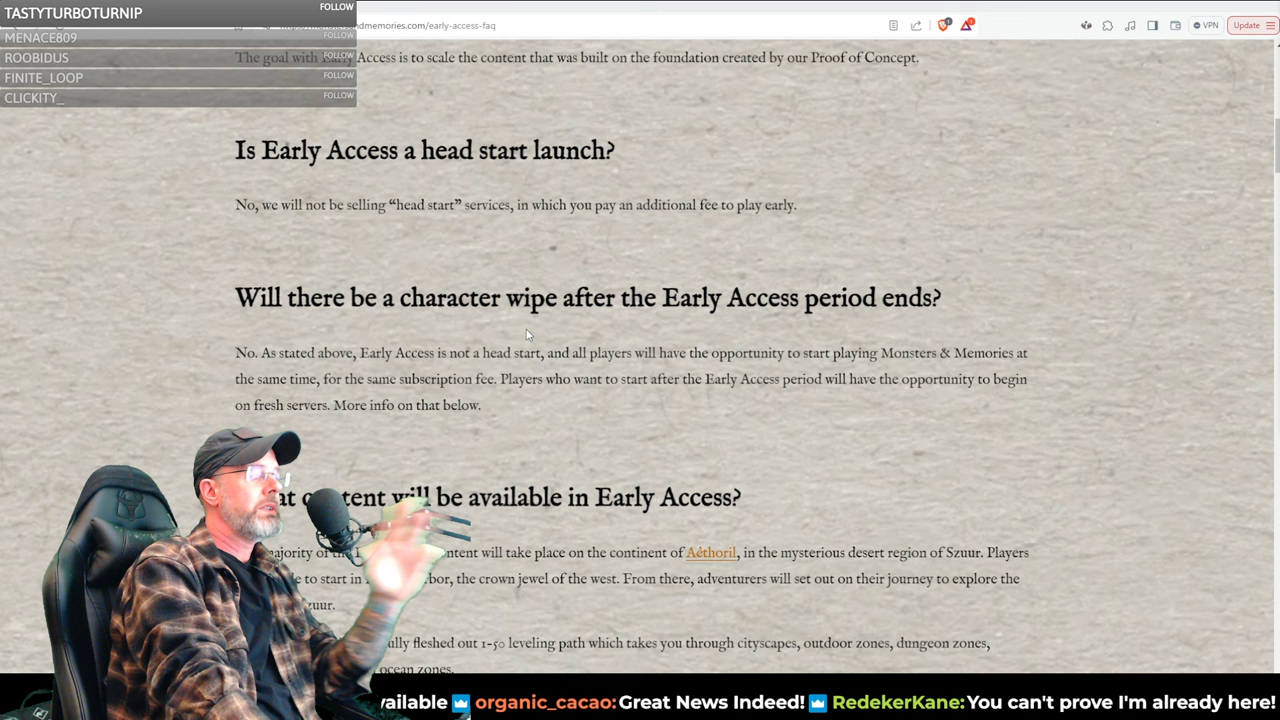 TASTYTURBOTURNIP FOLLOW
MENACE809 FOLLOW
ROOBIDUS FOLLOW
FINITE_LOOP FOLLOW
CLICKITY_ FOLLOW
andmemories.com/early-access-faq
VPN
Update
The goal with Early Access is to scale the content that was built on the foundation created by our Proof of Concept.
Is Early Access a head start launch?
No, we will not be selling “head start” services, in which you pay an additional fee to play early.
Will there be a character wipe after the Early Access period ends?
No. As stated above, Early Access is not a head start, and all players will have the opportunity to start playing Monsters & Memories at
the same time, for the same subscription fee. Players who want to start after the Early Access period will have the opportunity to begin
on fresh servers. More info on that below.
will be available in Early Access?
majority of the ntent will take place on the continent of Aéthoril, in the mysterious desert region of Szuur. Players
to start in bor, the crown jewel of the west. From there, adventurers will set out on their journey to explore the
zuur.
ully fleshed out 1-50 leveling path which takes you through cityscapes, outdoor zones, dungeon zones,
ocean zones.
vailable organic_cacao: Great News Indeed! RedekerKane: You can't prove I'm already here!